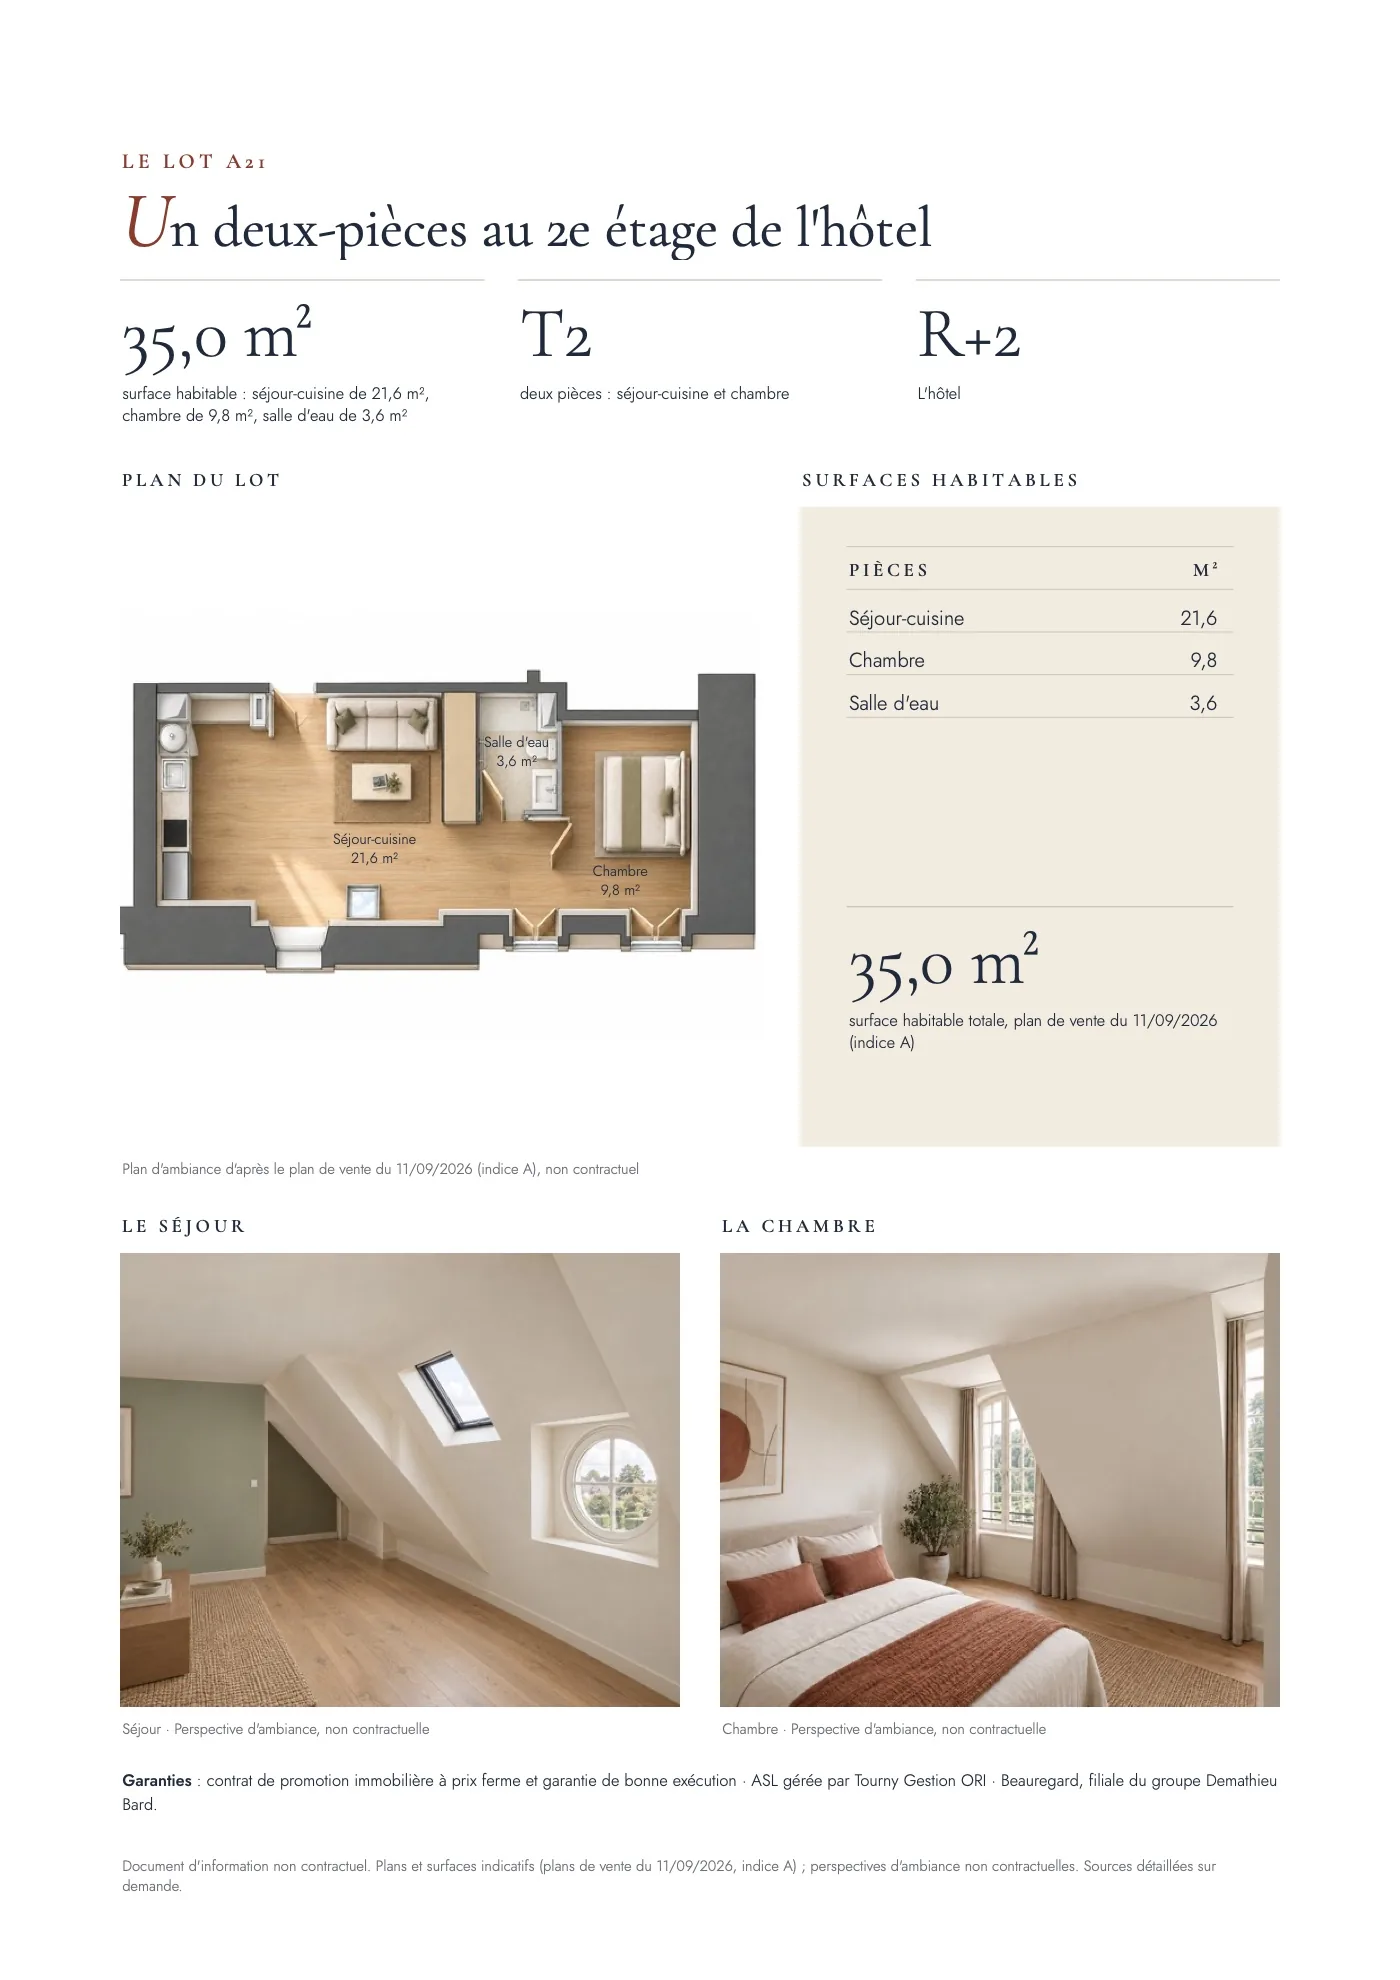 LE LOT A21
Un deux-pièces au 2e étage de l'hôtel
35,0 m²
surface habitable : séjour-cuisine de 21,6 m²,
chambre de 9,8 m², salle d'eau de 3,6 m²
T2
deux pièces : séjour-cuisine et chambre
R+2
L'hôtel
PLAN DU LOT
Salle d'eau
3,6 m²
Séjour-cuisine
21,6 m²
Chambre
9,8 m²
Plan d'ambiance d'après le plan de vente du 11/09/2026 (indice A), non contractuel
SURFACES HABITABLES
PIÈCES M²
Séjour-cuisine 21,6
Chambre 9,8
Salle d'eau 3,6
35,0 m²
surface habitable totale, plan de vente du 11/09/2026
(indice A)
LE SÉJOUR
Séjour · Perspective d'ambiance, non contractuelle
LA CHAMBRE
Chambre · Perspective d'ambiance, non contractuelle
Garanties : contrat de promotion immobilière à prix ferme et garantie de bonne exécution · ASL gérée par Tourny Gestion ORI · Beauregard, filiale du groupe Demathieu
Bard.
Document d'information non contractuel. Plans et surfaces indicatifs (plans de vente du 11/09/2026, indice A) ; perspectives d'ambiance non contractuelles. Sources détaillées sur
demande.